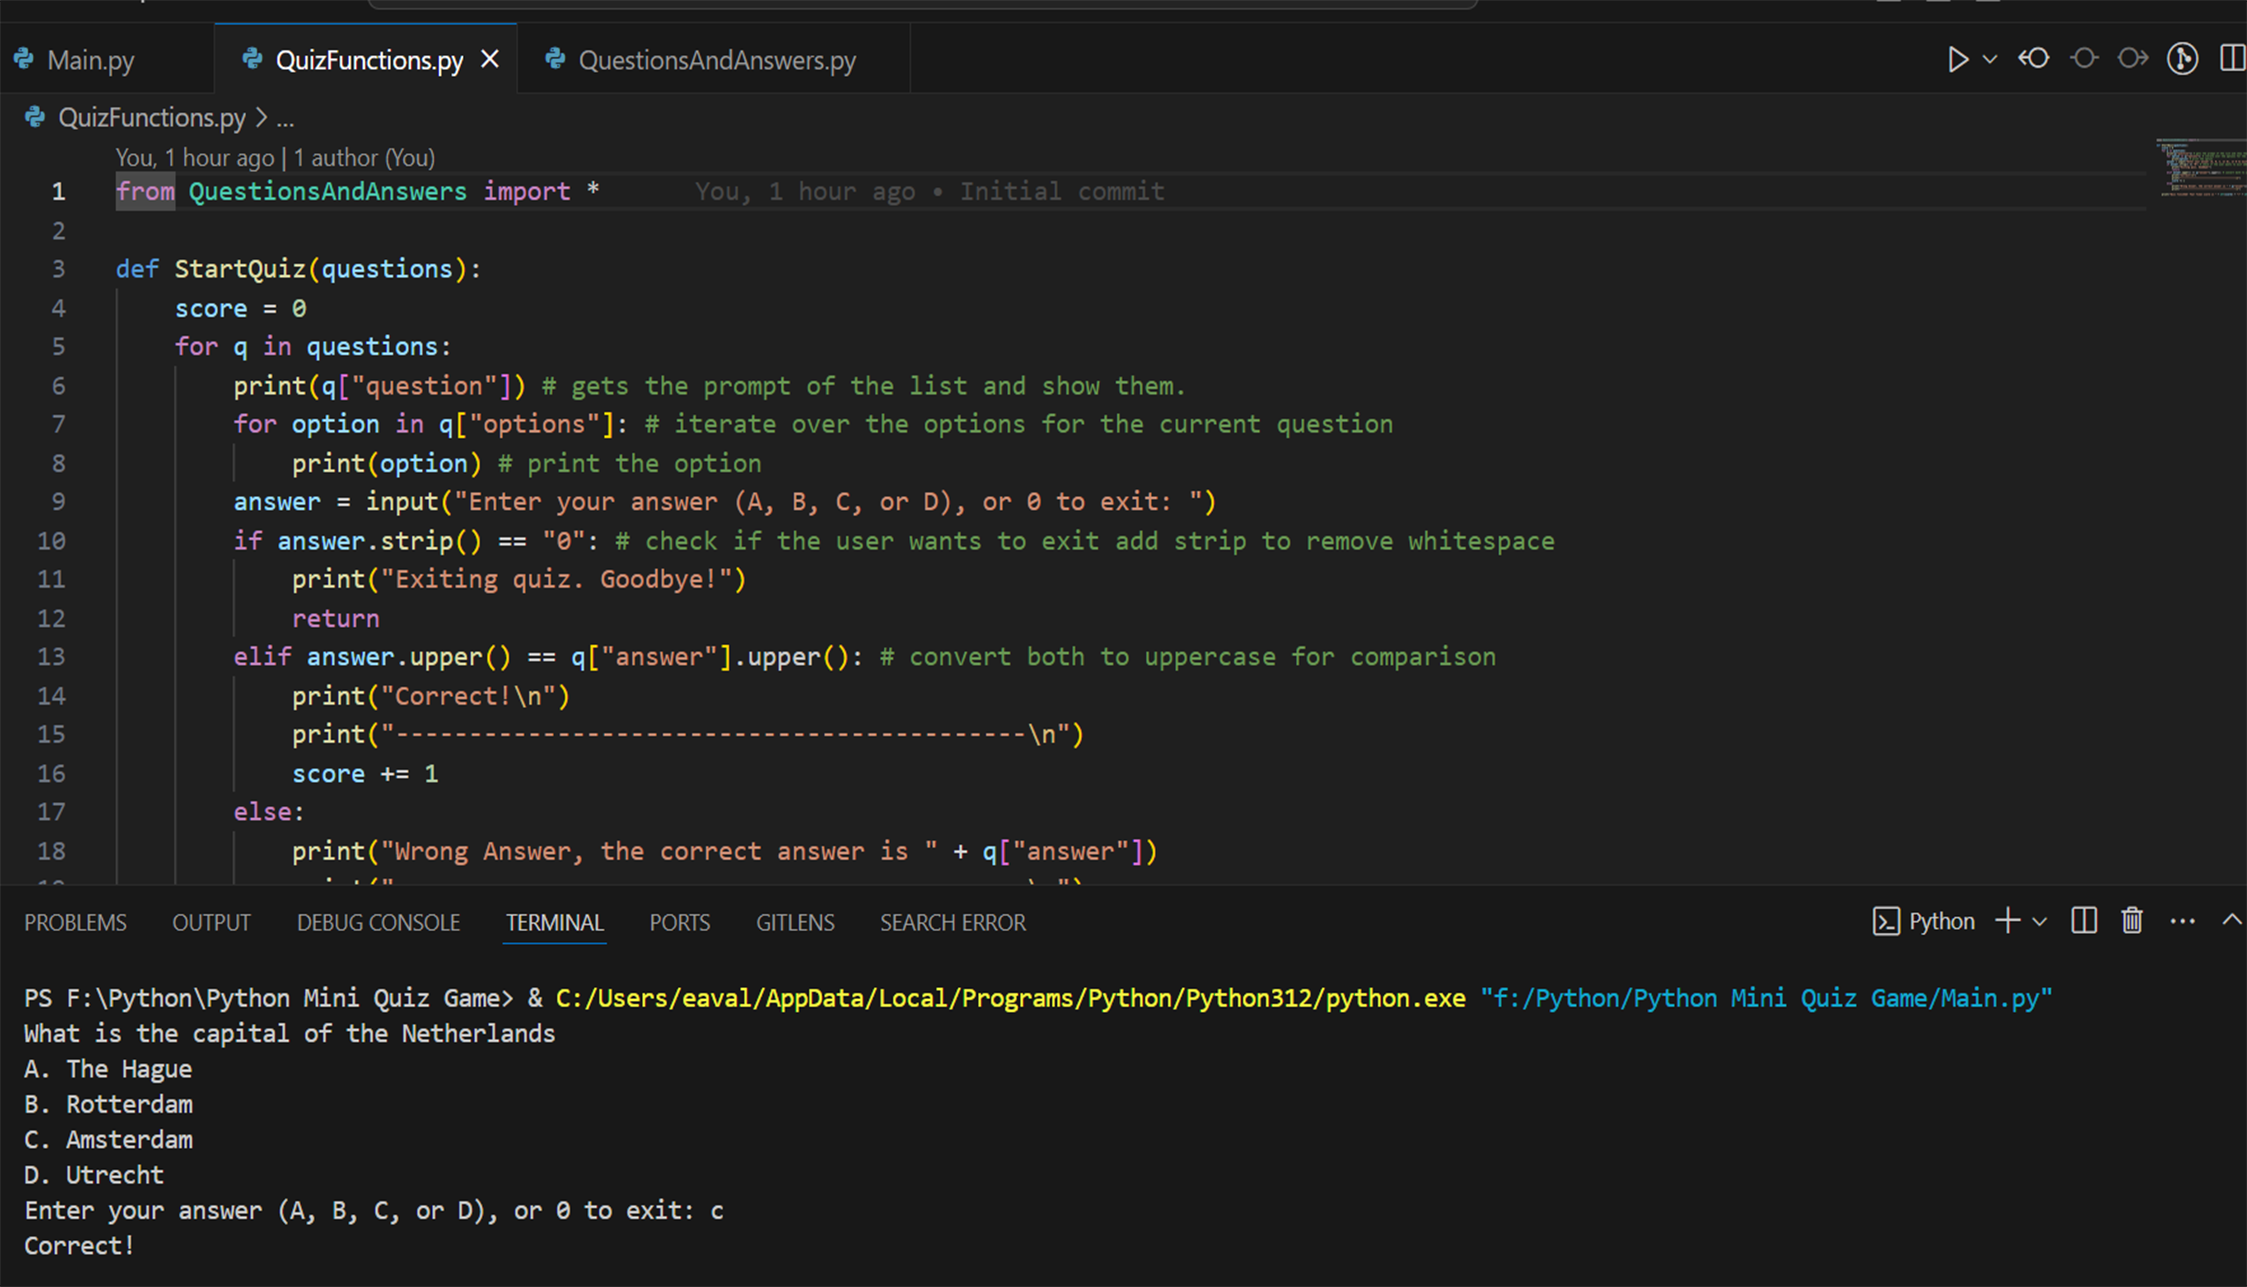 Main.py QuizFunctions.py QuestionsAndAnswers.py
QuizFunctions.py > ...
You, 1 hour ago | 1 author (You)
1 from QuestionsAndAnswers import * You, 1 hour ago • Initial commit
2
3 def StartQuiz(questions):
4 score = 0
5 for q in questions:
6 print(q["question"]) # gets the prompt of the list and show them.
7 for option in q["options"]: # iterate over the options for the current question
8 print(option) # print the option
9 answer = input("Enter your answer (A, B, C, or D), or 0 to exit: ")
10 if answer.strip() == "0": # check if the user wants to exit add strip to remove whitespace
11 print("Exiting quiz. Goodbye!")
12 return
13 elif answer.upper() == q["answer"].upper(): # convert both to uppercase for comparison
14 print("Correct!\n")
15 print("-------------------------------------------\n")
16 score += 1
17 else:
18 print("Wrong Answer, the correct answer is " + q["answer"])
PROBLEMS OUTPUT DEBUG CONSOLE TERMINAL PORTS GITLENS SEARCH ERROR Python
PS F:\Python\Python Mini Quiz Game> & C:/Users/eaval/AppData/Local/Programs/Python/Python312/python.exe "f:/Python/Python Mini Quiz Game/Main.py"
What is the capital of the Netherlands
A. The Hague
B. Rotterdam
C. Amsterdam
D. Utrecht
Enter your answer (A, B, C, or D), or 0 to exit: c
Correct!